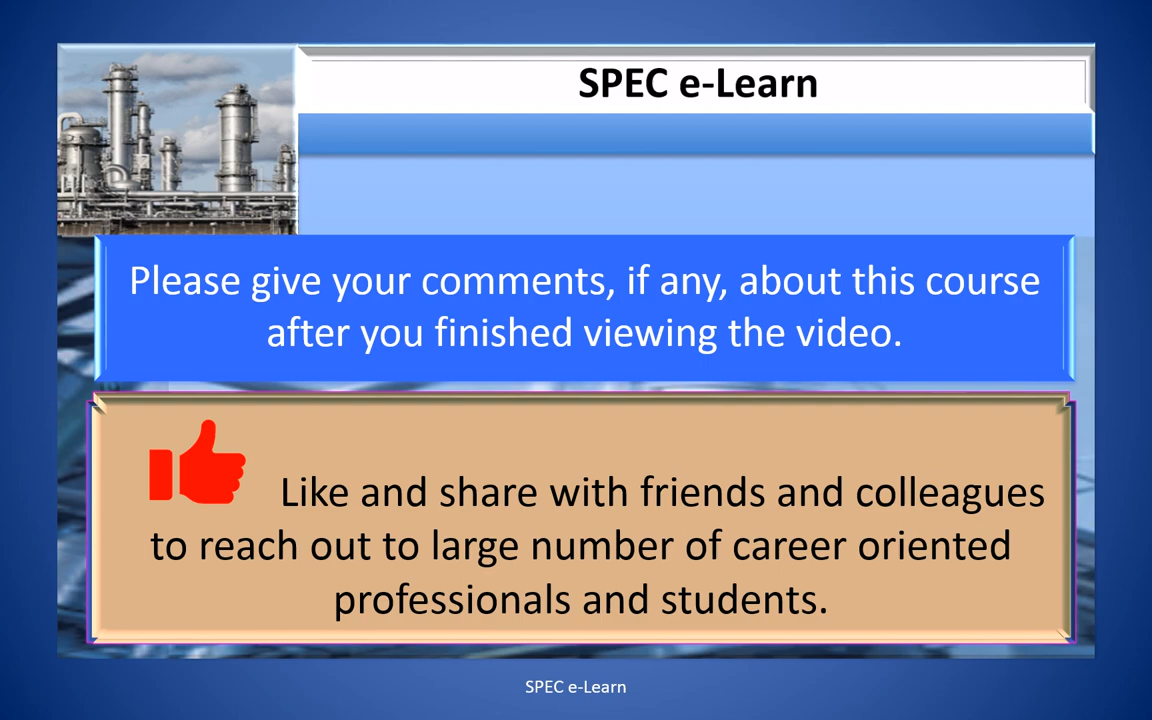 SPEC e-Learn
Please give your comments, if any, about this course
after you finished viewing the video.
Like and share with friends and colleagues
to reach out to large number of career oriented
professionals and students.
SPEC e-Learn